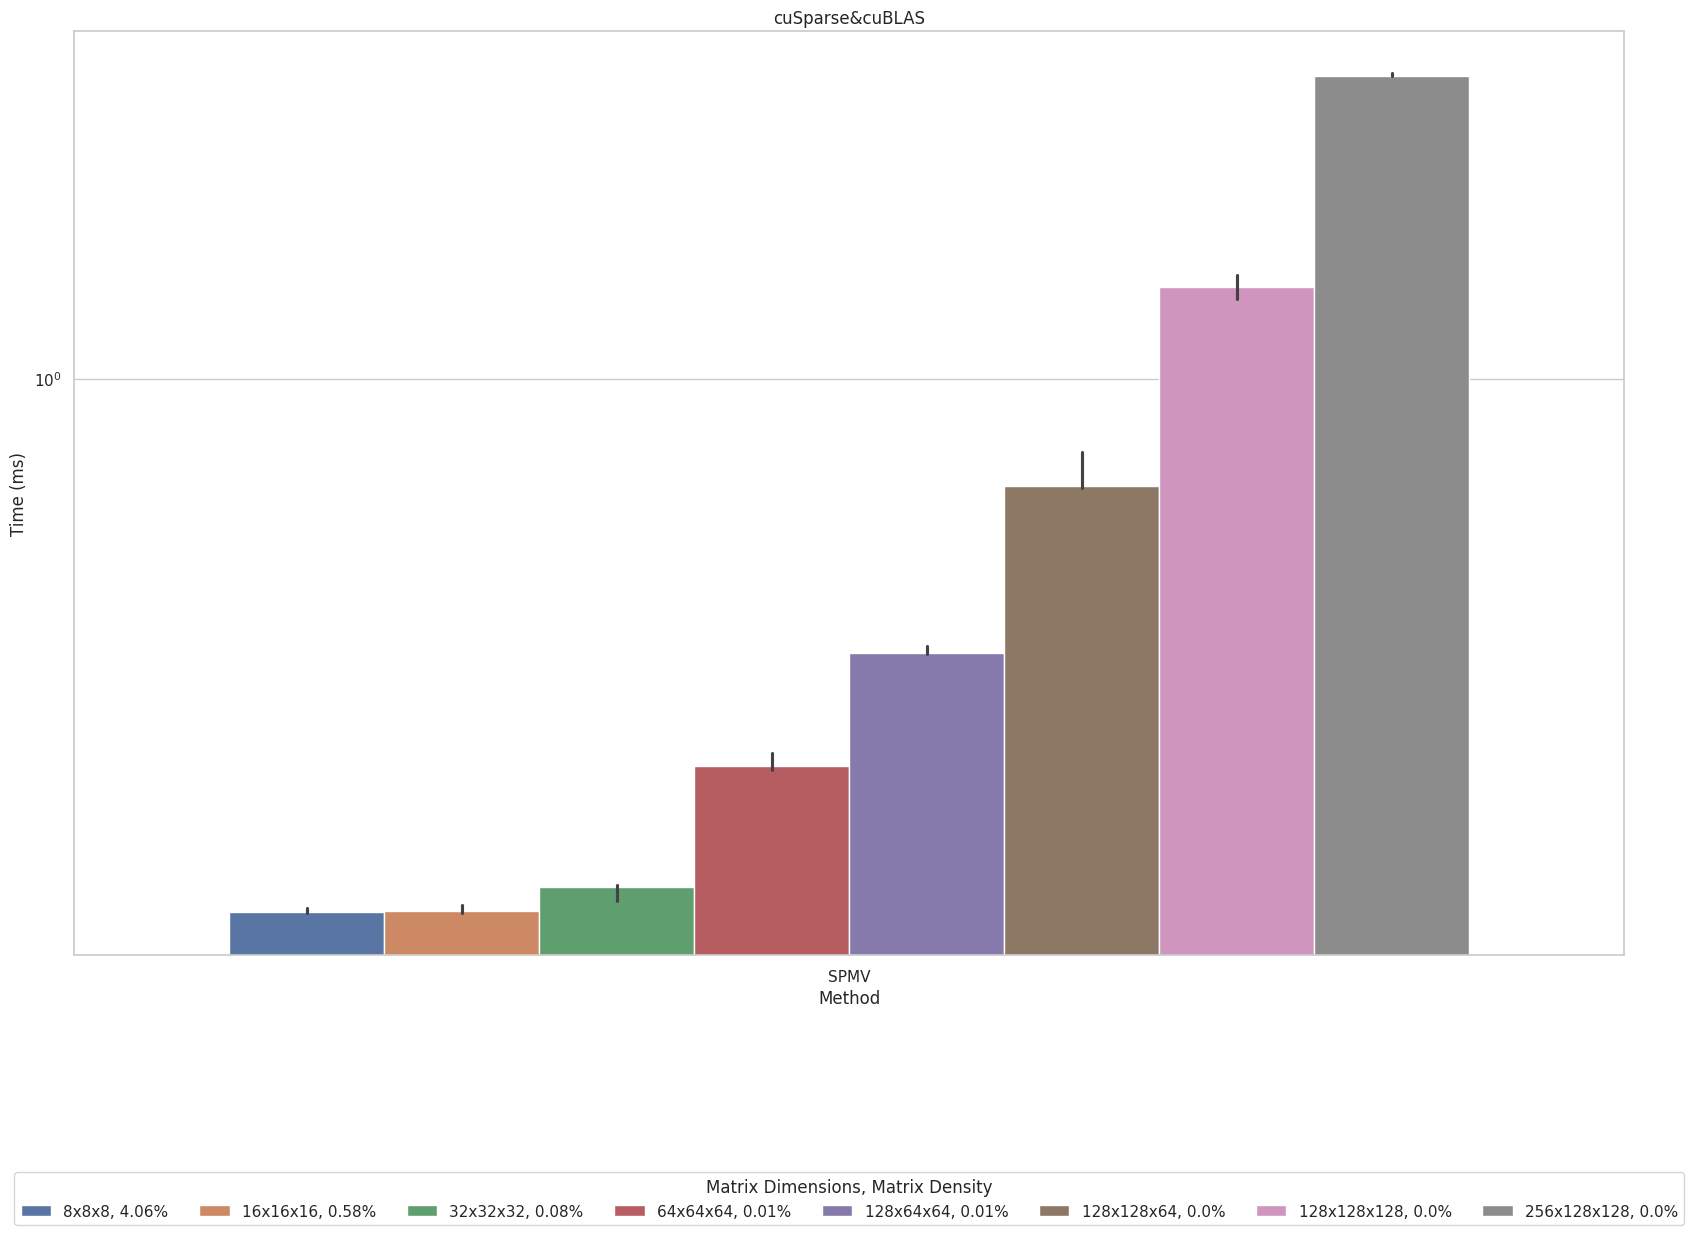 cuSparse&cuBLAS
10⁰
Time (ms)
SPMV
Method
Matrix Dimensions, Matrix Density
8x8x8, 4.06% 16x16x16, 0.58% 32x32x32, 0.08% 64x64x64, 0.01% 128x64x64, 0.01% 128x128x64, 0.0% 128x128x128, 0.0% 256x128x128, 0.0%